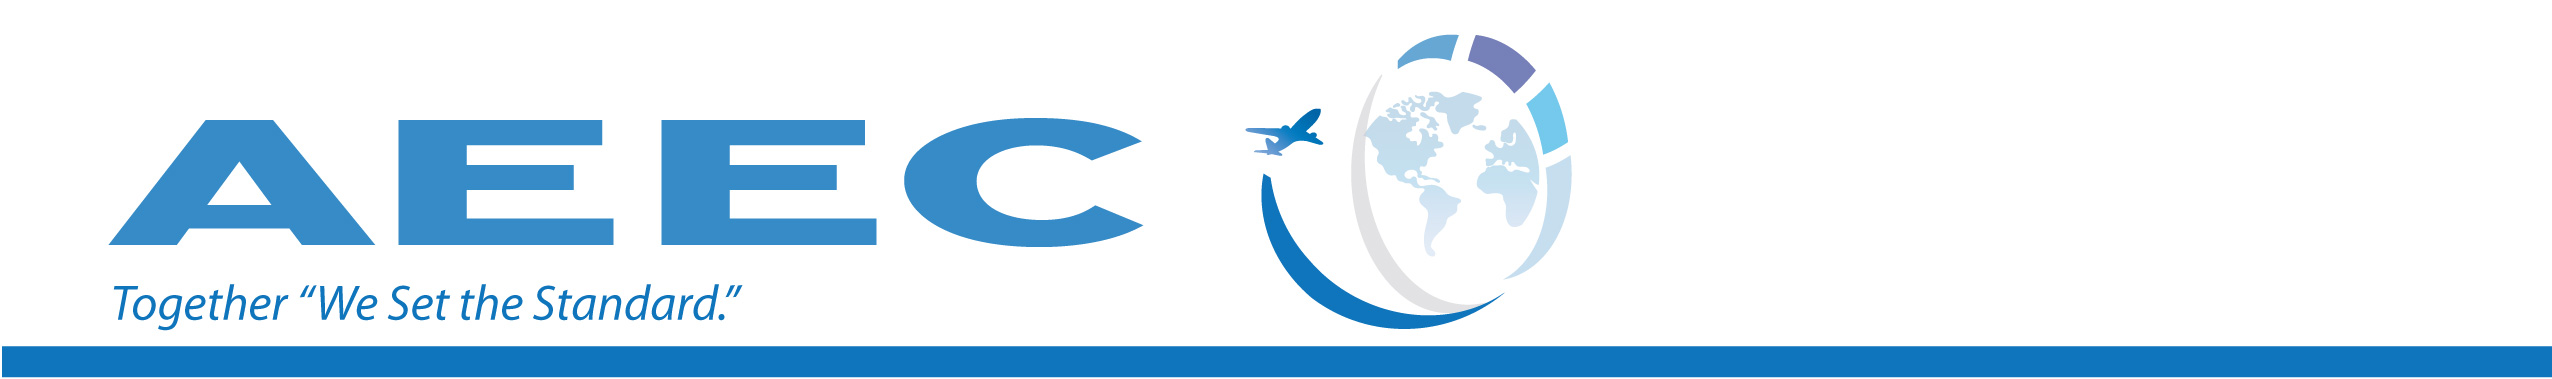 AEEC
Together “We Set the Standard.”